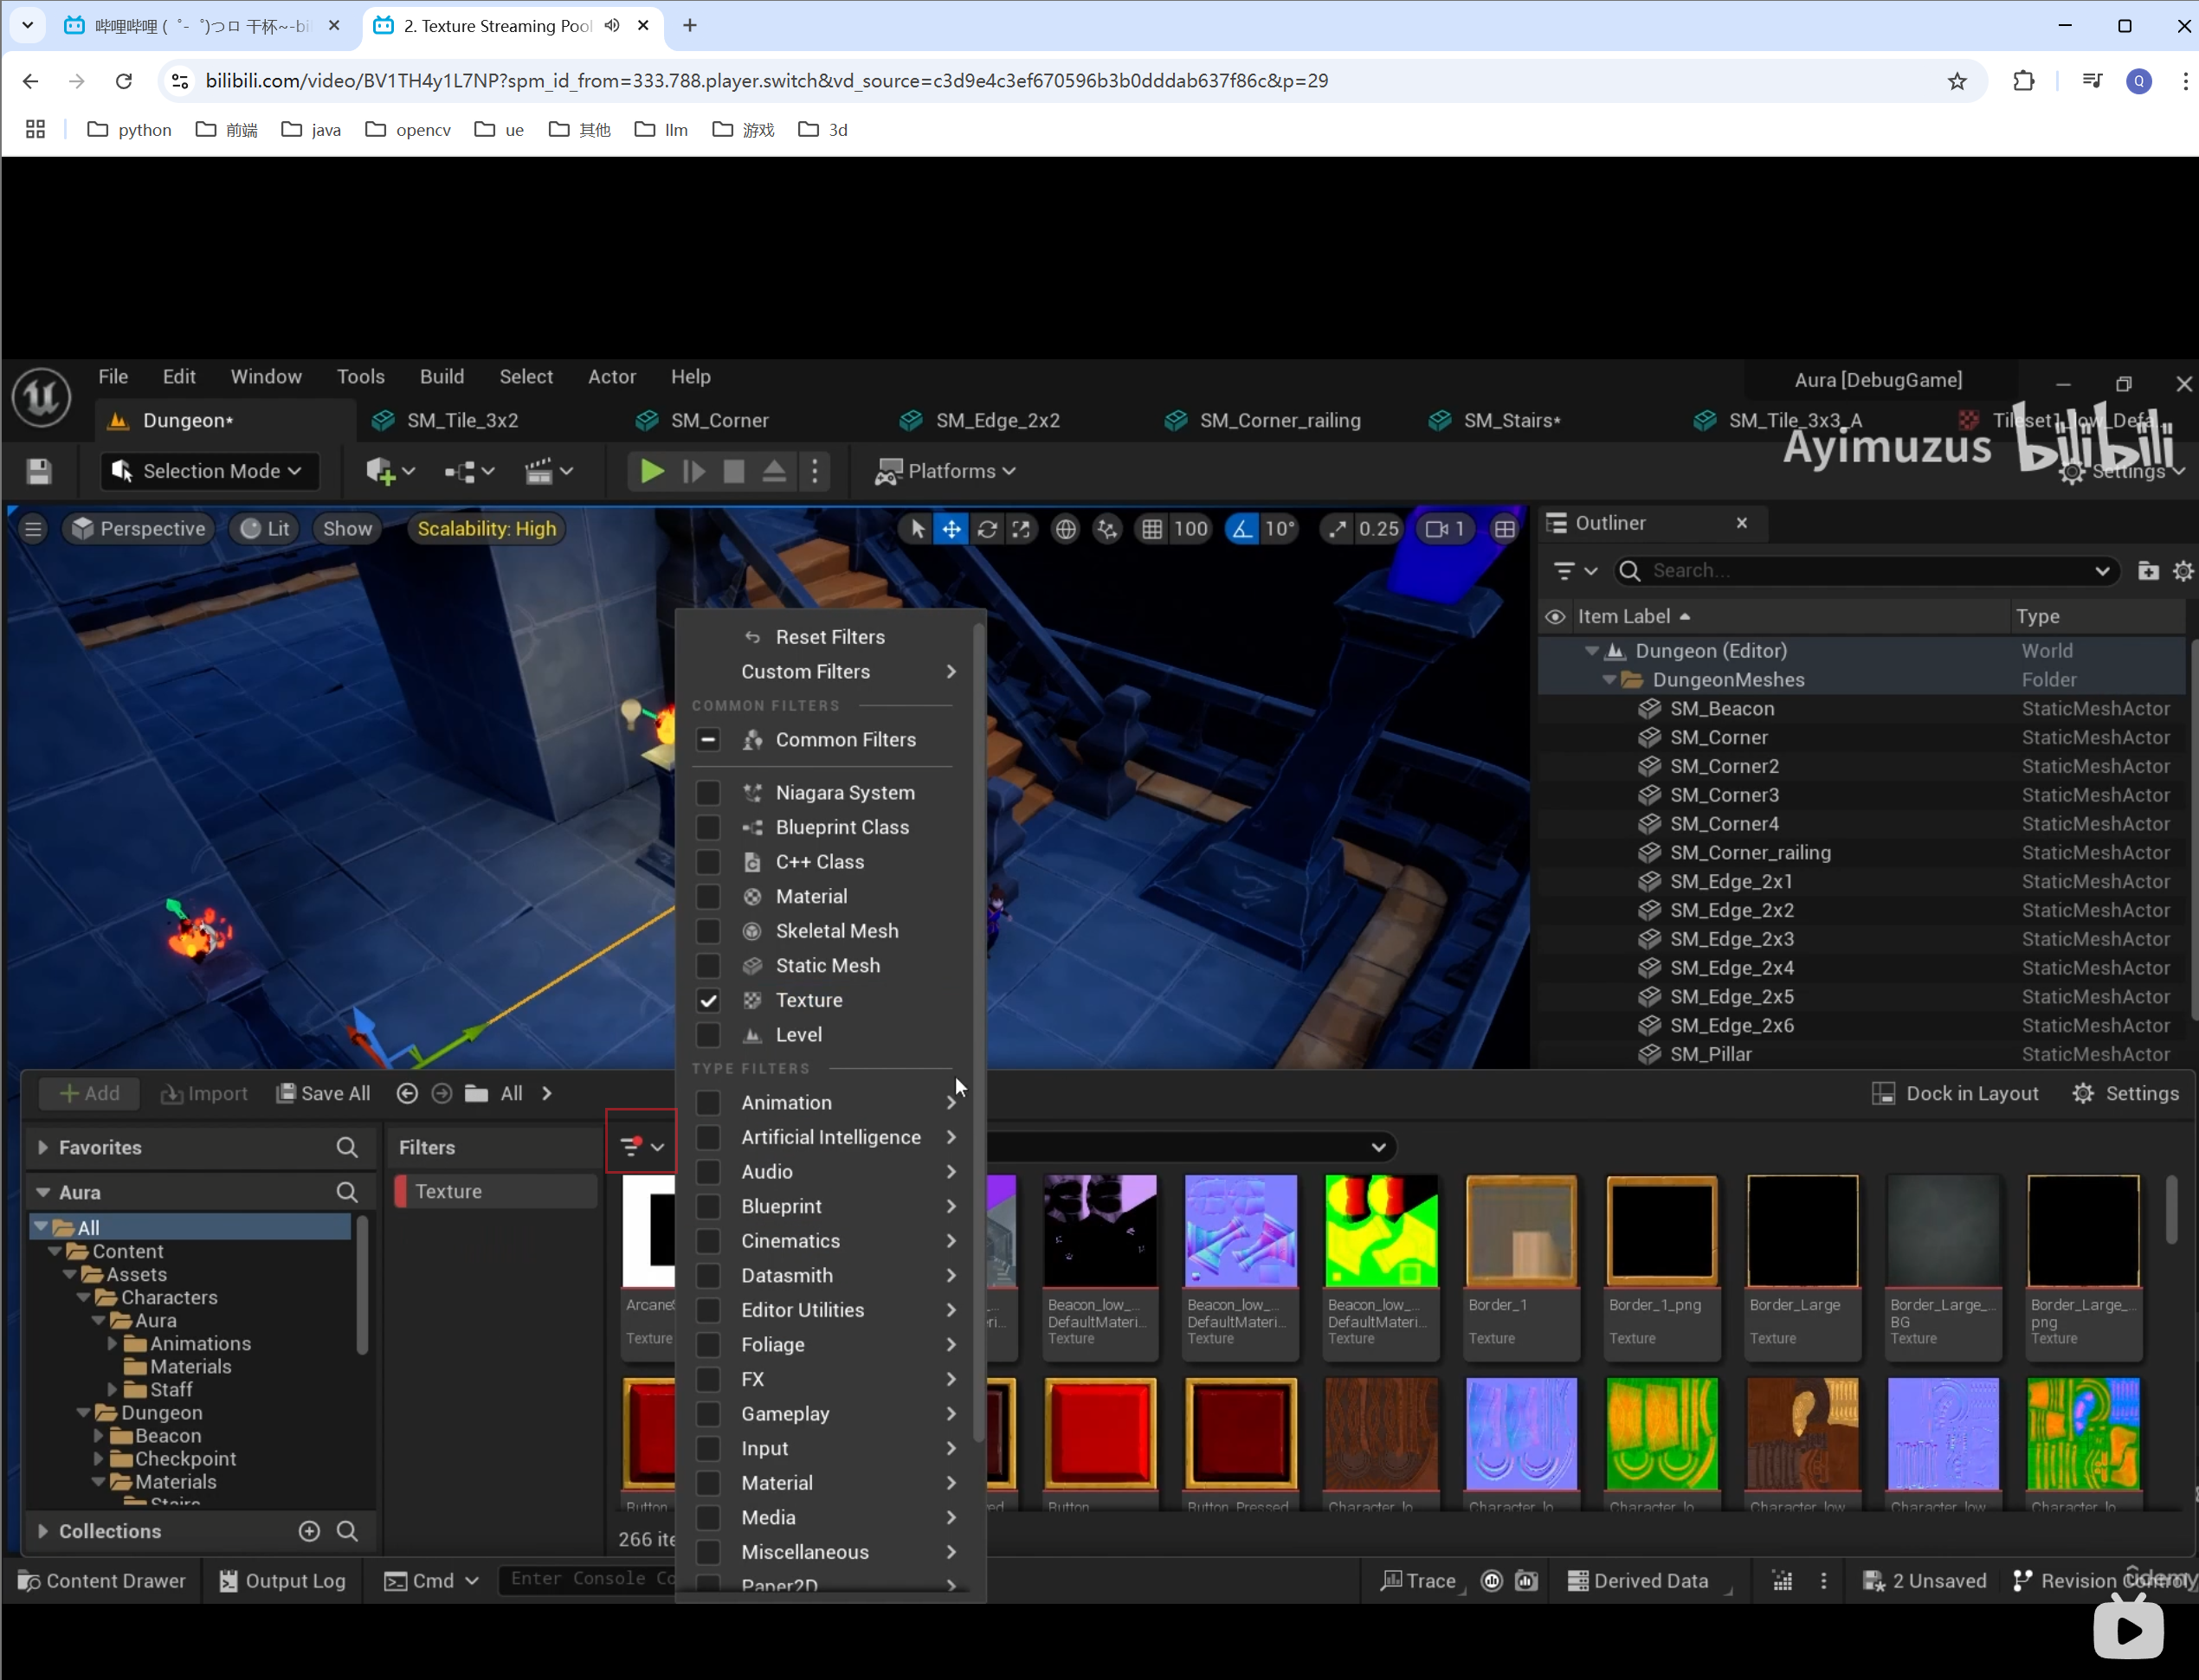 哔哩哔哩 (゜-゜)つロ 干杯~-bi
2. Texture Streaming Pool
bilibili.com/video/BV1TH4y1L7NP?spm_id_from=333.788.player.switch&vd_source=c3d9e4c3ef670596b3b0dddab637f86c&p=29
Q
python 前端 java opencv ue 其他 llm 游戏 3d
File Edit Window Tools Build Select Actor Help
Aura [DebugGame]
Dungeon* SM_Tile_3x2 SM_Corner SM_Edge_2x2 SM_Corner_railing SM_Stairs* SM_Tile_3x3_A Tileset1_low_Defa
Ayimuzus bilibili
Selection Mode Platforms Settings
Perspective Lit Show Scalability: High 100 10° 0.25 1
Outliner
Search...
Item Label Type
Dungeon (Editor) World
DungeonMeshes Folder
SM_Beacon StaticMeshActor
SM_Corner StaticMeshActor
SM_Corner2 StaticMeshActor
SM_Corner3 StaticMeshActor
SM_Corner4 StaticMeshActor
SM_Corner_railing StaticMeshActor
SM_Edge_2x1 StaticMeshActor
SM_Edge_2x2 StaticMeshActor
SM_Edge_2x3 StaticMeshActor
SM_Edge_2x4 StaticMeshActor
SM_Edge_2x5 StaticMeshActor
SM_Edge_2x6 StaticMeshActor
SM_Pillar StaticMeshActor
Reset Filters
Custom Filters
COMMON FILTERS
Common Filters
Niagara System
Blueprint Class
C++ Class
Material
Skeletal Mesh
Static Mesh
Texture
Level
TYPE FILTERS
Animation
Artificial Intelligence
Audio
Blueprint
Cinematics
Datasmith
Editor Utilities
Foliage
FX
Gameplay
Input
Material
Media
Miscellaneous
Paper2D
Add Import Save All All
Dock in Layout Settings
Favorites
Aura
All
Content
Assets
Characters
Aura
Animations
Materials
Staff
Dungeon
Beacon
Checkpoint
Materials
Stairs
Collections
Filters
Texture
Beacon_low_... Beacon_low_... Beacon_low_... Border_1 Border_1_png Border_Large Border_Large_... Border_Large_...
DefaultMateri... DefaultMateri... DefaultMateri... BG png
Texture Texture Texture Texture Texture Texture Texture Texture Texture
Button Button Button_Pressed Character_lo Character_lo Character_lo Character_low Character_low Character_lo
266 ite
Content Drawer Output Log Cmd Enter Console Co
Trace Derived Data 2 Unsaved Revision Control
ûdemy